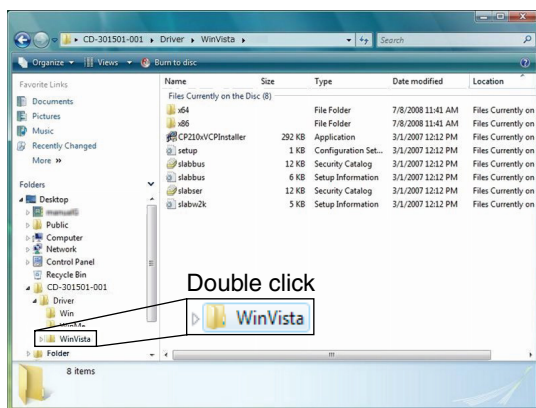 CD-301501-001 Driver WinVista
Search
Organize Views Burn to disc
Favorite Links
Documents
Pictures
Music
Recently Changed
More »
Folders
Desktop
Public
Computer
Network
Control Panel
Recycle Bin
CD-301501-001
Driver
Win
WinVista
Folder
Name Size Type Date modified Location
Files Currently on the Disc (8)
x64 File Folder 7/8/2008 11:41 AM Files Currently on
x86 File Folder 7/8/2008 11:41 AM Files Currently on
CP210xVCPInstaller 292 KB Application 3/1/2007 12:12 PM Files Currently on
setup 1 KB Configuration Set... 3/1/2007 12:12 PM Files Currently on
slabbus 12 KB Security Catalog 3/1/2007 12:12 PM Files Currently on
slabbus 6 KB Setup Information 3/1/2007 12:12 PM Files Currently on
slabser 12 KB Security Catalog 3/1/2007 12:12 PM Files Currently on
slabw2k 5 KB Setup Information 3/1/2007 12:12 PM Files Currently on
Double click
WinVista
8 items